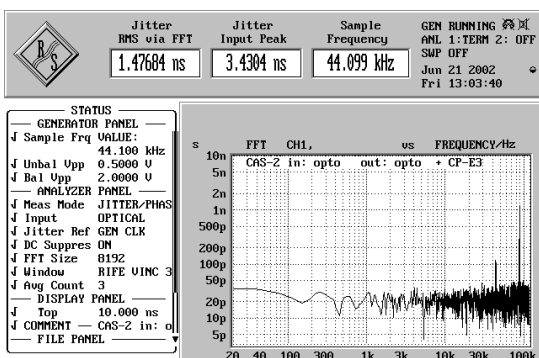 Jitter
RMS via FFT
1.47684 ns
Jitter
Input Peak
3.4304 ns
Sample
Frequency
44.099 kHz
GEN RUNNING
ANL 1:TERM 2: OFF
SWP OFF
Jun 21 2002
Fri 13:03:40
R
S
STATUS
GENERATOR PANEL
Sample Frq VALUE:
44.100 kHz
Unbal Vpp 0.5000 V
Bal Vpp 2.0000 V
ANALYZER PANEL
Meas Mode JITTER/PHAS
Input OPTICAL
Jitter Ref GEN CLK
DC Suppres ON
FFT Size 8192
Window RIFE VINC 3
Avg Count 3
DISPLAY PANEL
Top 10.000 ns
COMMENT — CAS-2 in: o
FILE PANEL
s FFT CH1, vs FREQUENCY/Hz
CAS-2 in: opto out: opto + CP-E3
10n
5n
2n
1n
500p
200p
100p
50p
20p
10p
5p
20 40 100 300 1k 3k 10k 30k 100k